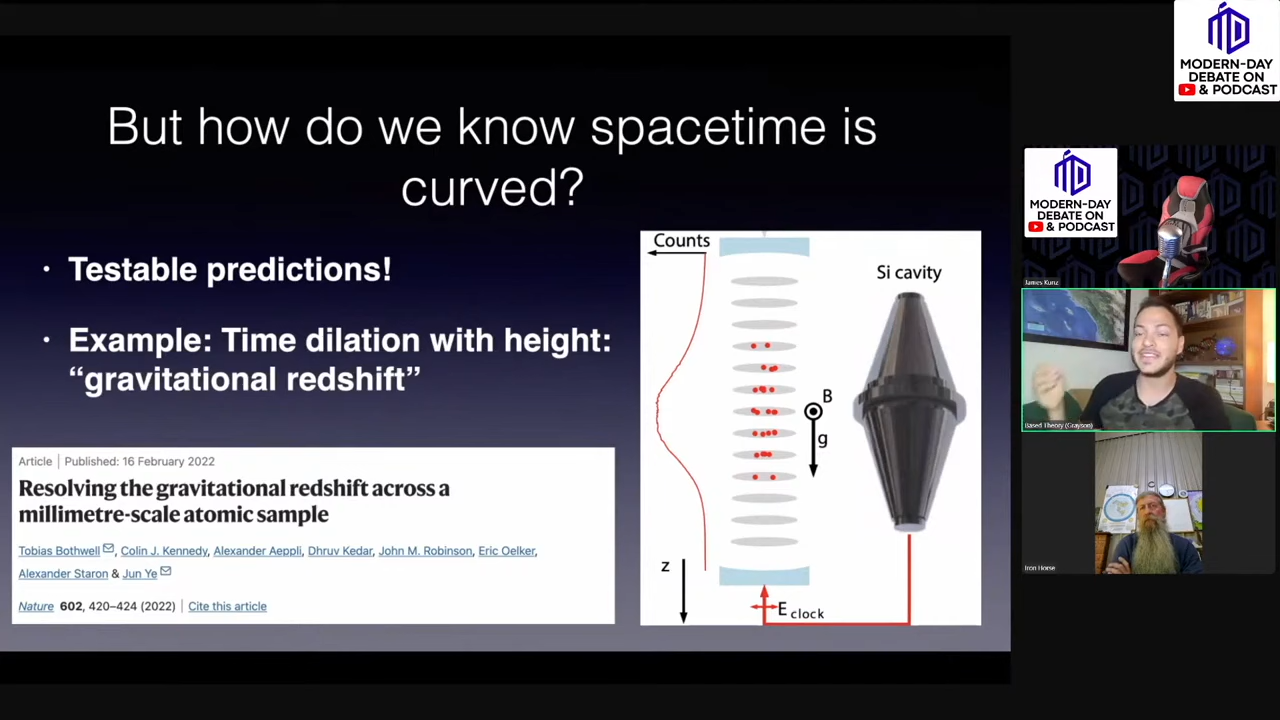 But how do we know spacetime is
curved?
· Testable predictions!
· Example: Time dilation with height:
“gravitational redshift”
Article | Published: 16 February 2022
Resolving the gravitational redshift across a
millimetre-scale atomic sample
Tobias Bothwell, Colin J. Kennedy, Alexander Aeppli, Dhruv Kedar, John M. Robinson, Eric Oelker,
Alexander Staron & Jun Ye
Nature 602, 420–424 (2022) | Cite this article
Counts
Si cavity
B
g
z
E clock
MODERN-DAY
DEBATE ON
& PODCAST
MODERN-DAY
DEBATE ON
& PODCAST
James Kunz
Based Theory (Grayson)
Iron Horse